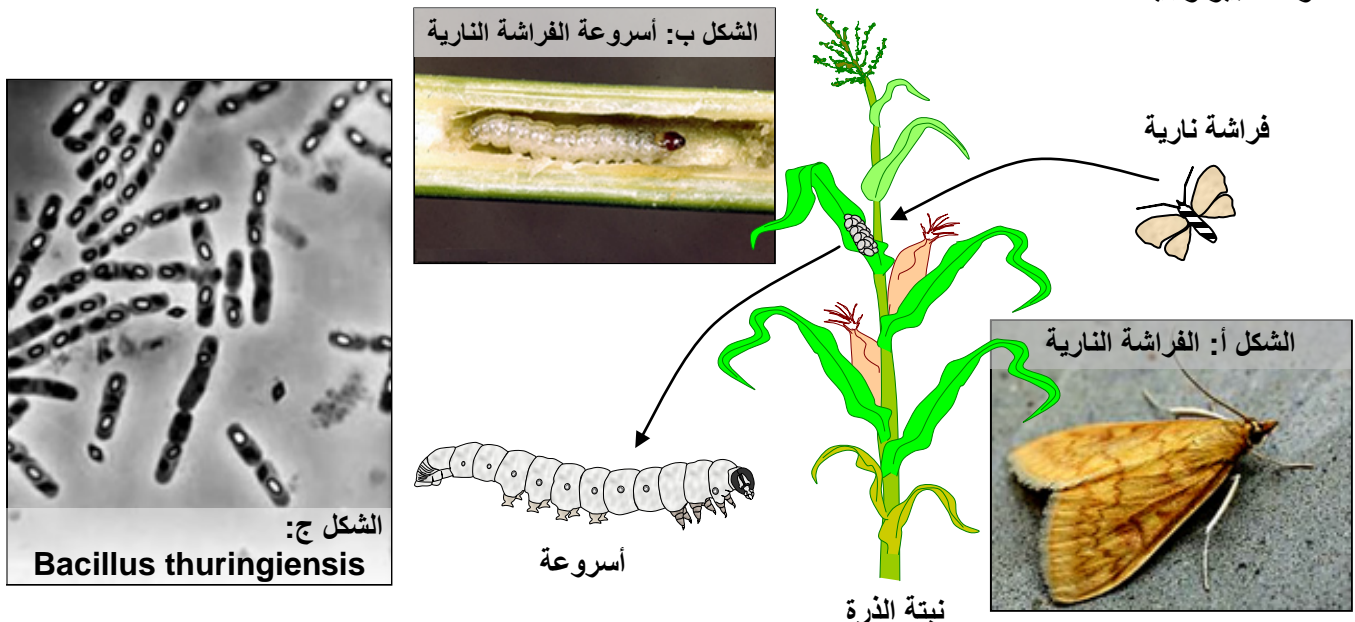 الشكل ب: أسروعة الفراشة النارية
فراشة نارية
الشكل أ: الفراشة النارية
الشكل ج:
Bacillus thuringiensis
أسروعة
نبتة الذرة